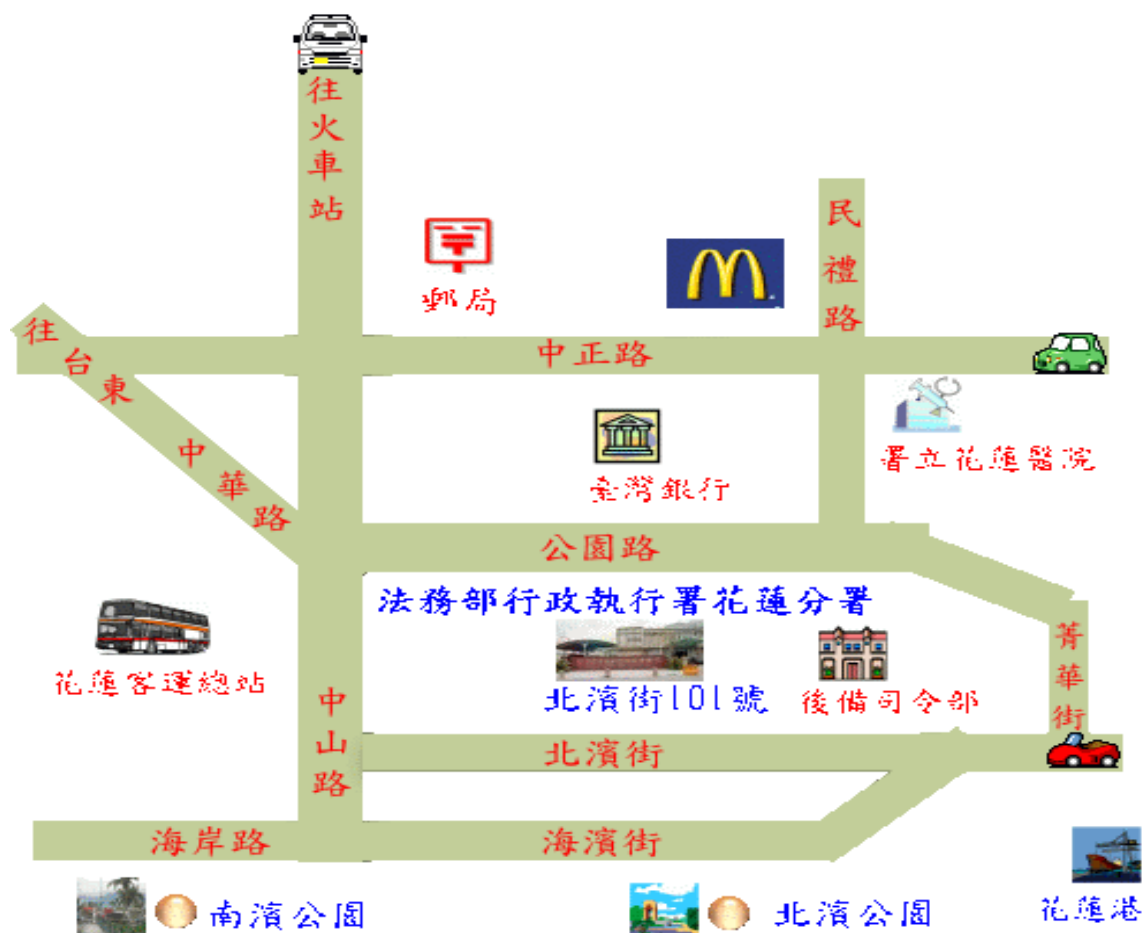 往火車站
民禮路
郵局
往台東
中正路
署立花蓮醫院
臺灣銀行
中華路
公園路
法務部行政執行署花蓮分署
菁華街
花蓮客運總站
北濱街101號
後備司令部
中山路
北濱街
海岸路
海濱街
南濱公園
北濱公園
花蓮港